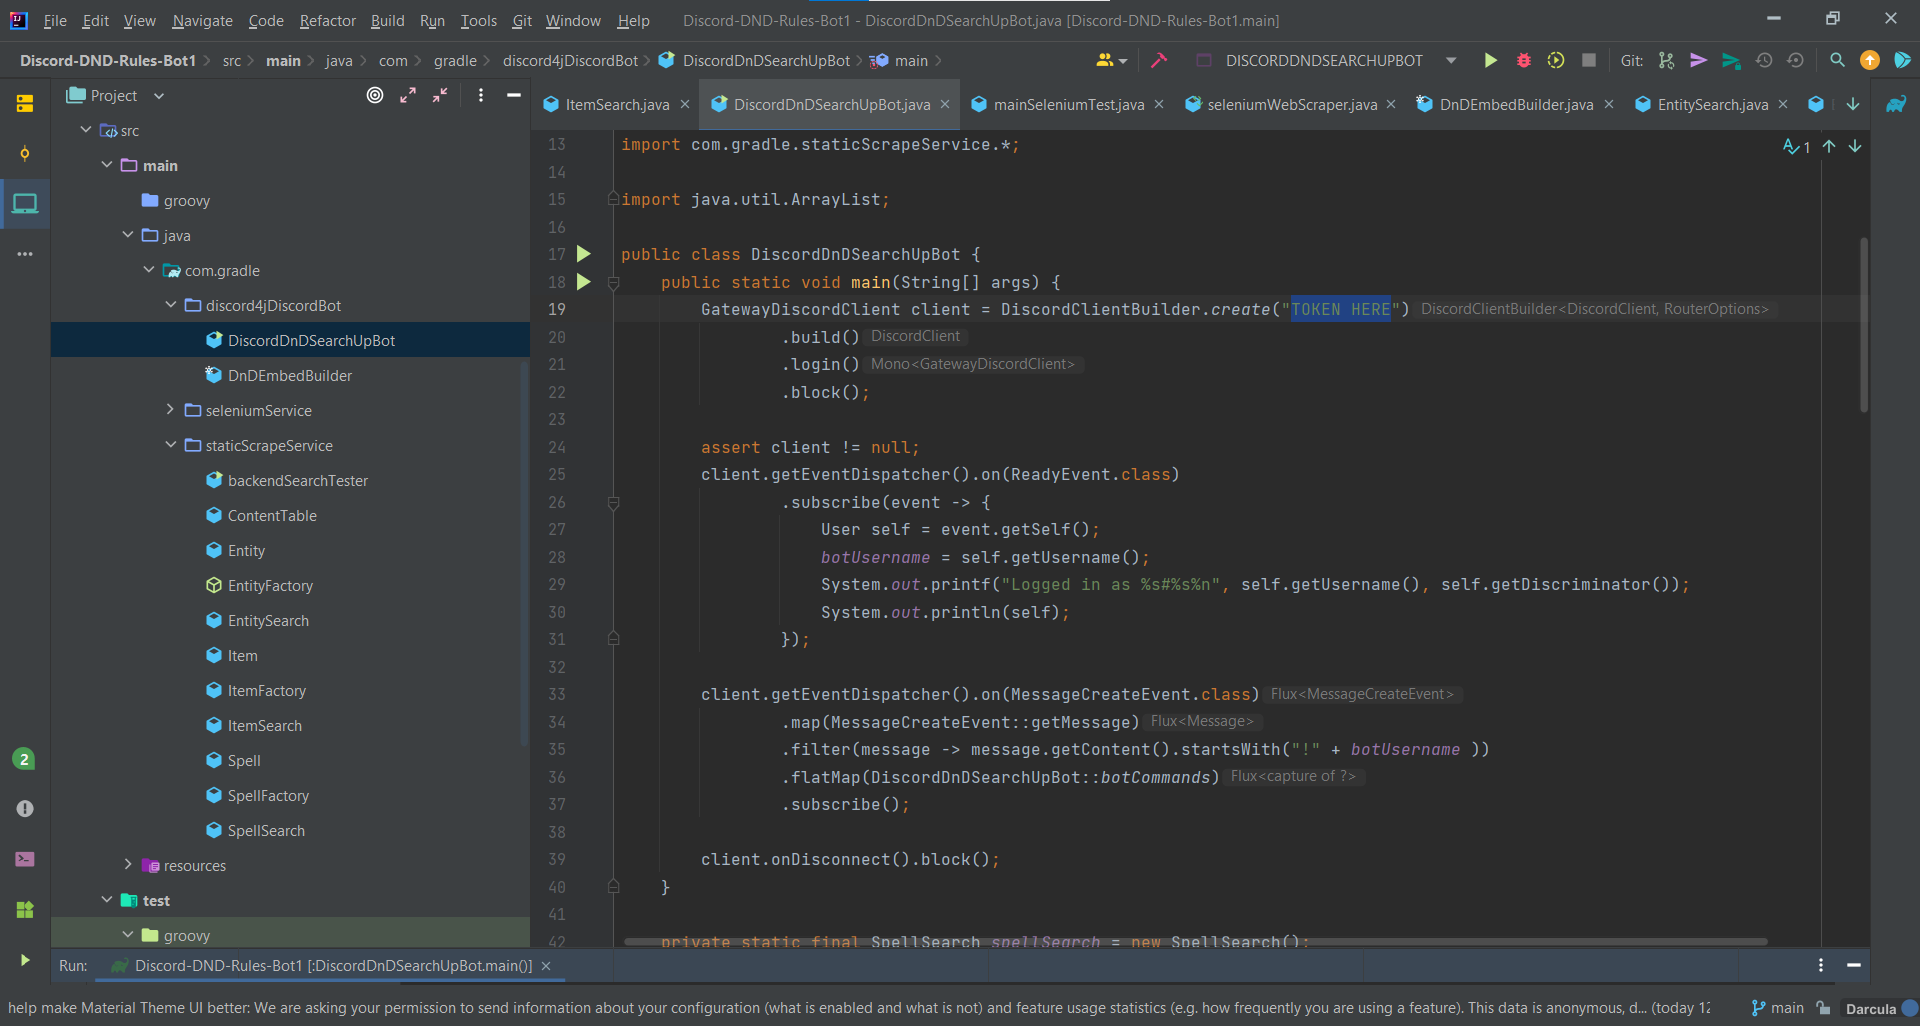 File Edit View Navigate Code Refactor Build Run Tools Git Window Help Discord-DND-Rules-Bot1 - DiscordDnDSearchUpBot.java [Discord-DND-Rules-Bot1.main]
Discord-DND-Rules-Bot1 src main java com gradle discord4jDiscordBot DiscordDnDSearchUpBot main DISCORDDNDSEARCHUPBOT Git:
Project
ItemSearch.java DiscordDnDSearchUpBot.java mainSeleniumTest.java seleniumWebScraper.java DnDEmbedBuilder.java EntitySearch.java
src
main
groovy
java
com.gradle
discord4jDiscordBot
DiscordDnDSearchUpBot
DnDEmbedBuilder
seleniumService
staticScrapeService
backendSearchTester
ContentTable
Entity
EntityFactory
EntitySearch
Item
ItemFactory
ItemSearch
Spell
SpellFactory
SpellSearch
resources
test
groovy
2
1
13 import com.gradle.staticScrapeService.*;
14
15 import java.util.ArrayList;
16
17 public class DiscordDnDSearchUpBot {
18 public static void main(String[] args) {
19 GatewayDiscordClient client = DiscordClientBuilder.create("TOKEN HERE") DiscordClientBuilder<DiscordClient, RouterOptions>
20 .build() DiscordClient
21 .login() Mono<GatewayDiscordClient>
22 .block();
23
24 assert client != null;
25 client.getEventDispatcher().on(ReadyEvent.class)
26 .subscribe(event -> {
27 User self = event.getSelf();
28 botUsername = self.getUsername();
29 System.out.printf("Logged in as %s#%s%n", self.getUsername(), self.getDiscriminator());
30 System.out.println(self);
31 });
32
33 client.getEventDispatcher().on(MessageCreateEvent.class) Flux<MessageCreateEvent>
34 .map(MessageCreateEvent::getMessage) Flux<Message>
35 .filter(message -> message.getContent().startsWith("!" + botUsername ))
36 .flatMap(DiscordDnDSearchUpBot::botCommands) Flux<capture of ?>
37 .subscribe();
38
39 client.onDisconnect().block();
40 }
41
42 private static final SpellSearch spellSearch = new SpellSearch();
Run: Discord-DND-Rules-Bot1 [:DiscordDnDSearchUpBot.main()]
help make Material Theme UI better: We are asking your permission to send information about your configuration (what is enabled and what is not) and feature usage statistics (e.g. how frequently you are using a feature). This data is anonymous, d... (today 12 main Darcula